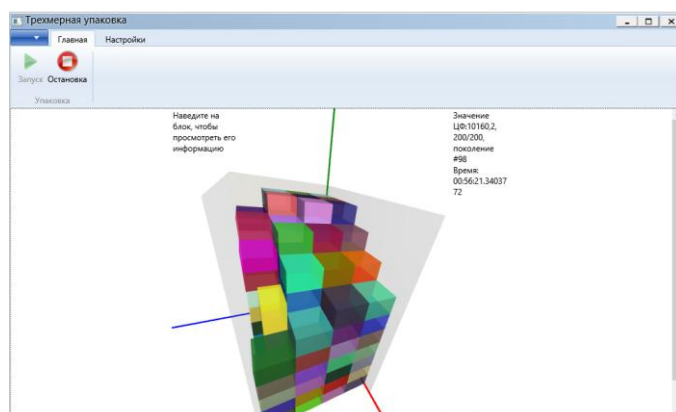 Трехмерная упаковка
Главная Настройки
Запуск Остановка
Упаковка
Наведите на
блок, чтобы
просмотреть его
информацию
Значение
ЦФ:10160,2,
200/200,
поколение
#98
Время:
00:56:21.34037
72